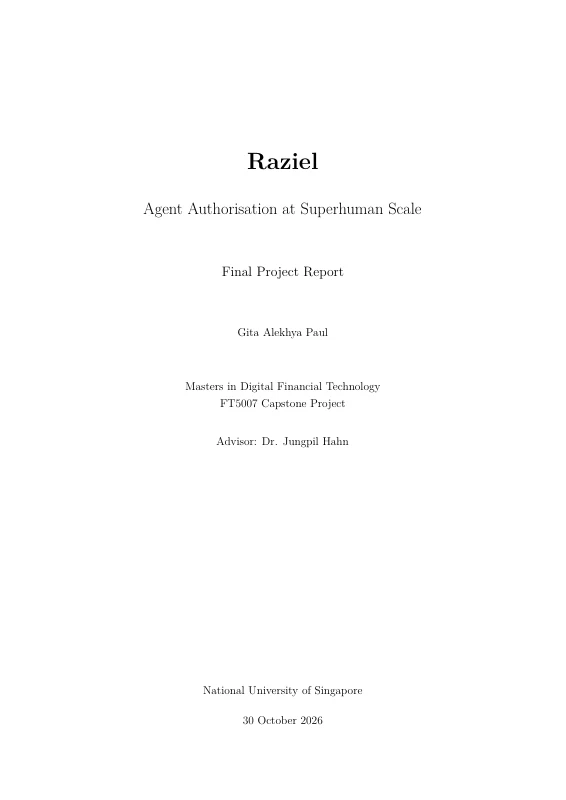 Raziel
Agent Authorisation at Superhuman Scale
Final Project Report
Gita Alekhya Paul
Masters in Digital Financial Technology
FT5007 Capstone Project
Advisor: Dr. Jungpil Hahn
National University of Singapore
30 October 2026